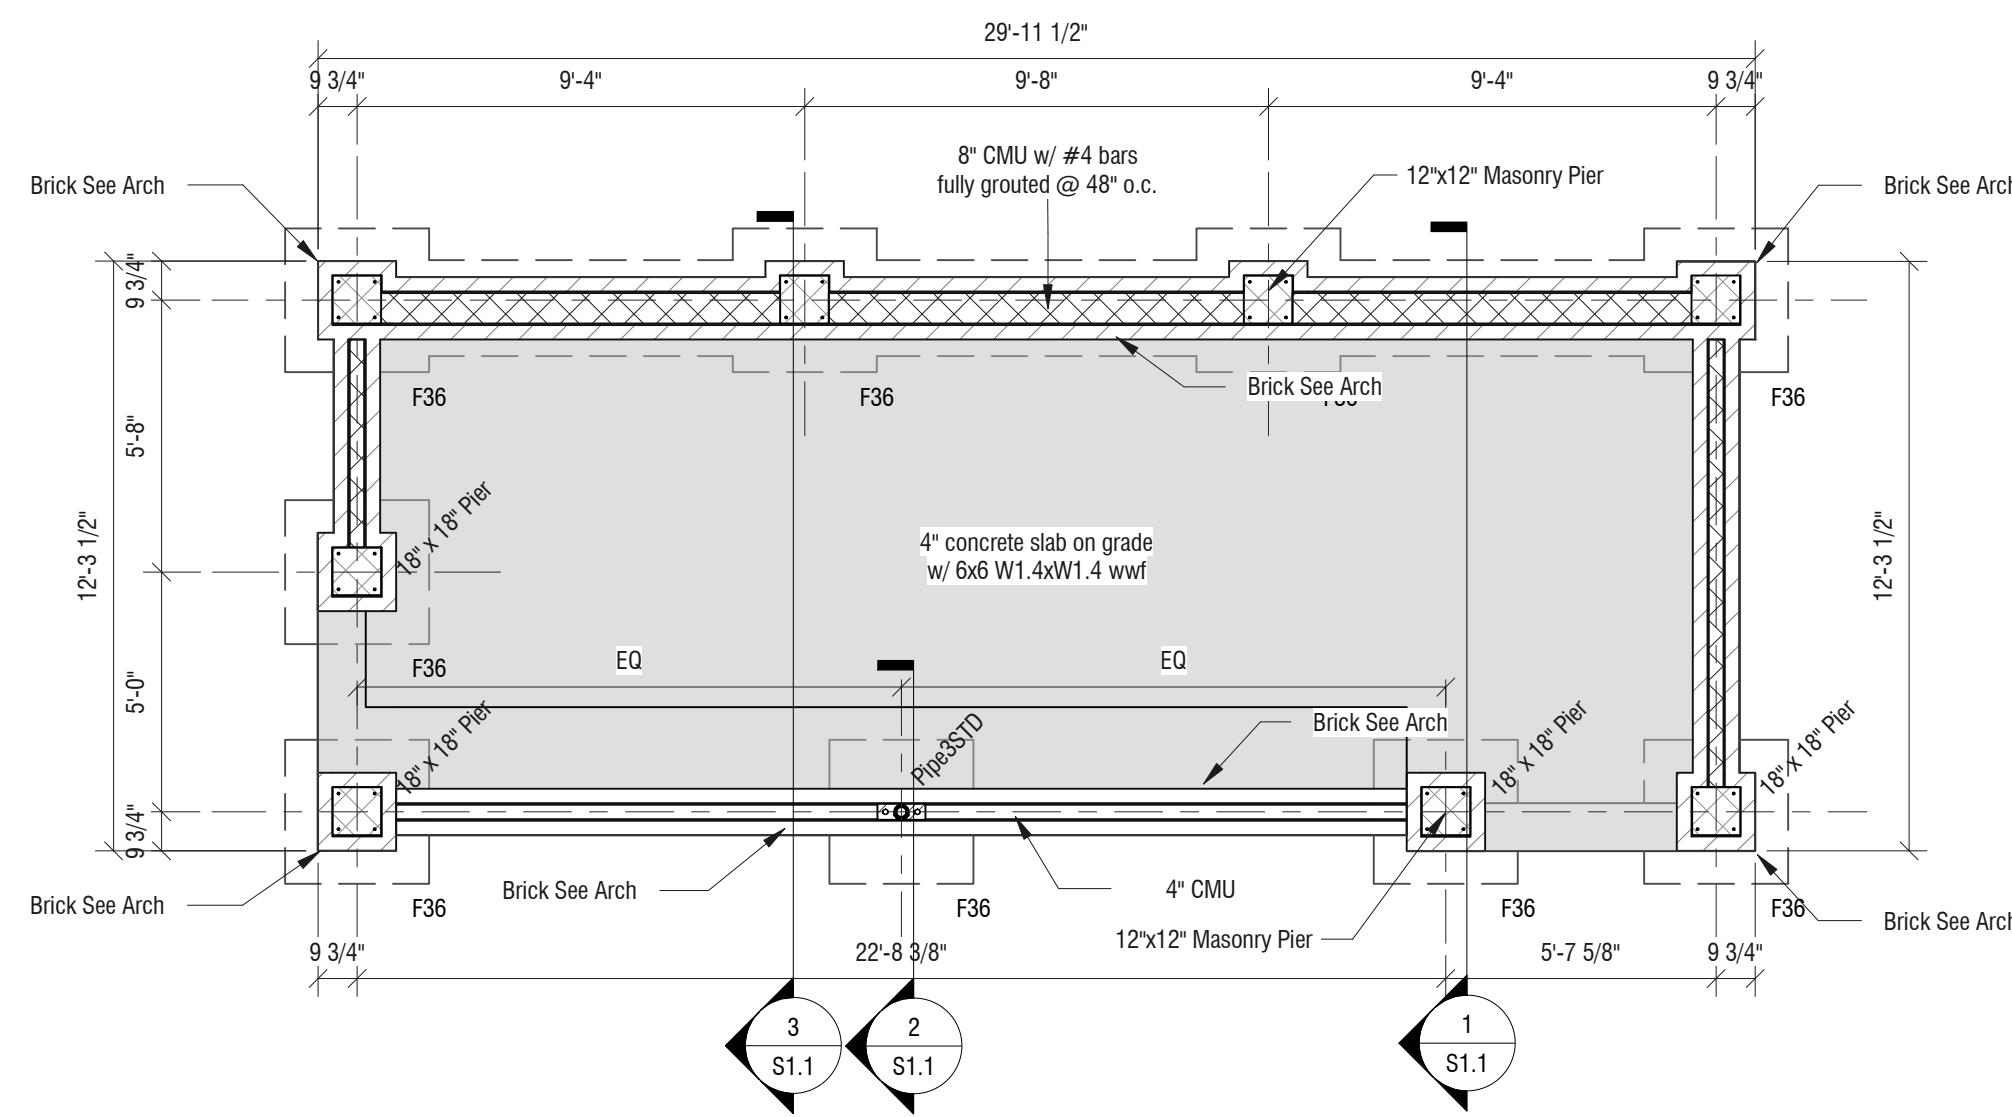 29'-11 1/2"
9 3/4"
9'-4"
9'-8"
9'-4"
9 3/4"
8" CMU w/ #4 bars
fully grouted @ 48" o.c.
12"x12" Masonry Pier
Brick See Arch
Brick See Arch
9 3/4"
Brick See Arch
F36
F36
F36
F36
5'-8"
18" x 18" Pier
12'-3 1/2"
4" concrete slab on grade
w/ 6x6 W1.4xW1.4 wwf
12'-3 1/2"
EQ
EQ
F36
5'-0"
18" x 18" Pier
Pipe3STD
Brick See Arch
18" x 18" Pier
18" x 18" Pier
9 3/4"
Brick See Arch
Brick See Arch
4" CMU
F36
F36
F36
F36
Brick See Arch
12"x12" Masonry Pier
9 3/4"
22'-8 3/8"
5'-7 5/8"
9 3/4"
3
S1.1
2
S1.1
1
S1.1